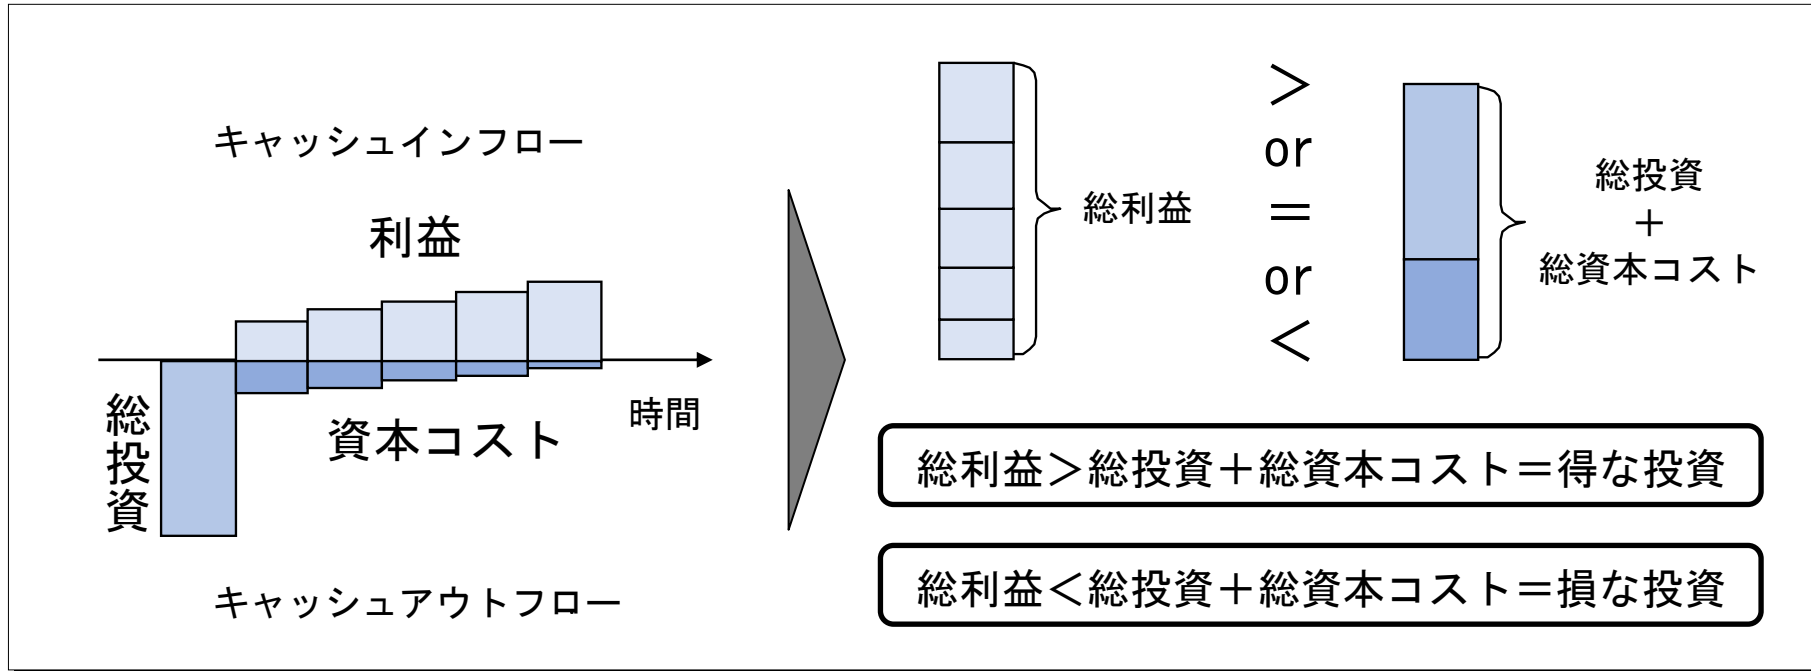 キャッシュインフロー
利益
総投資
資本コスト
時間
キャッシュアウトフロー
総利益
＞
or
＝
or
＜
総投資
＋
総資本コスト
総利益＞総投資＋総資本コスト＝得な投資
総利益＜総投資＋総資本コスト＝損な投資